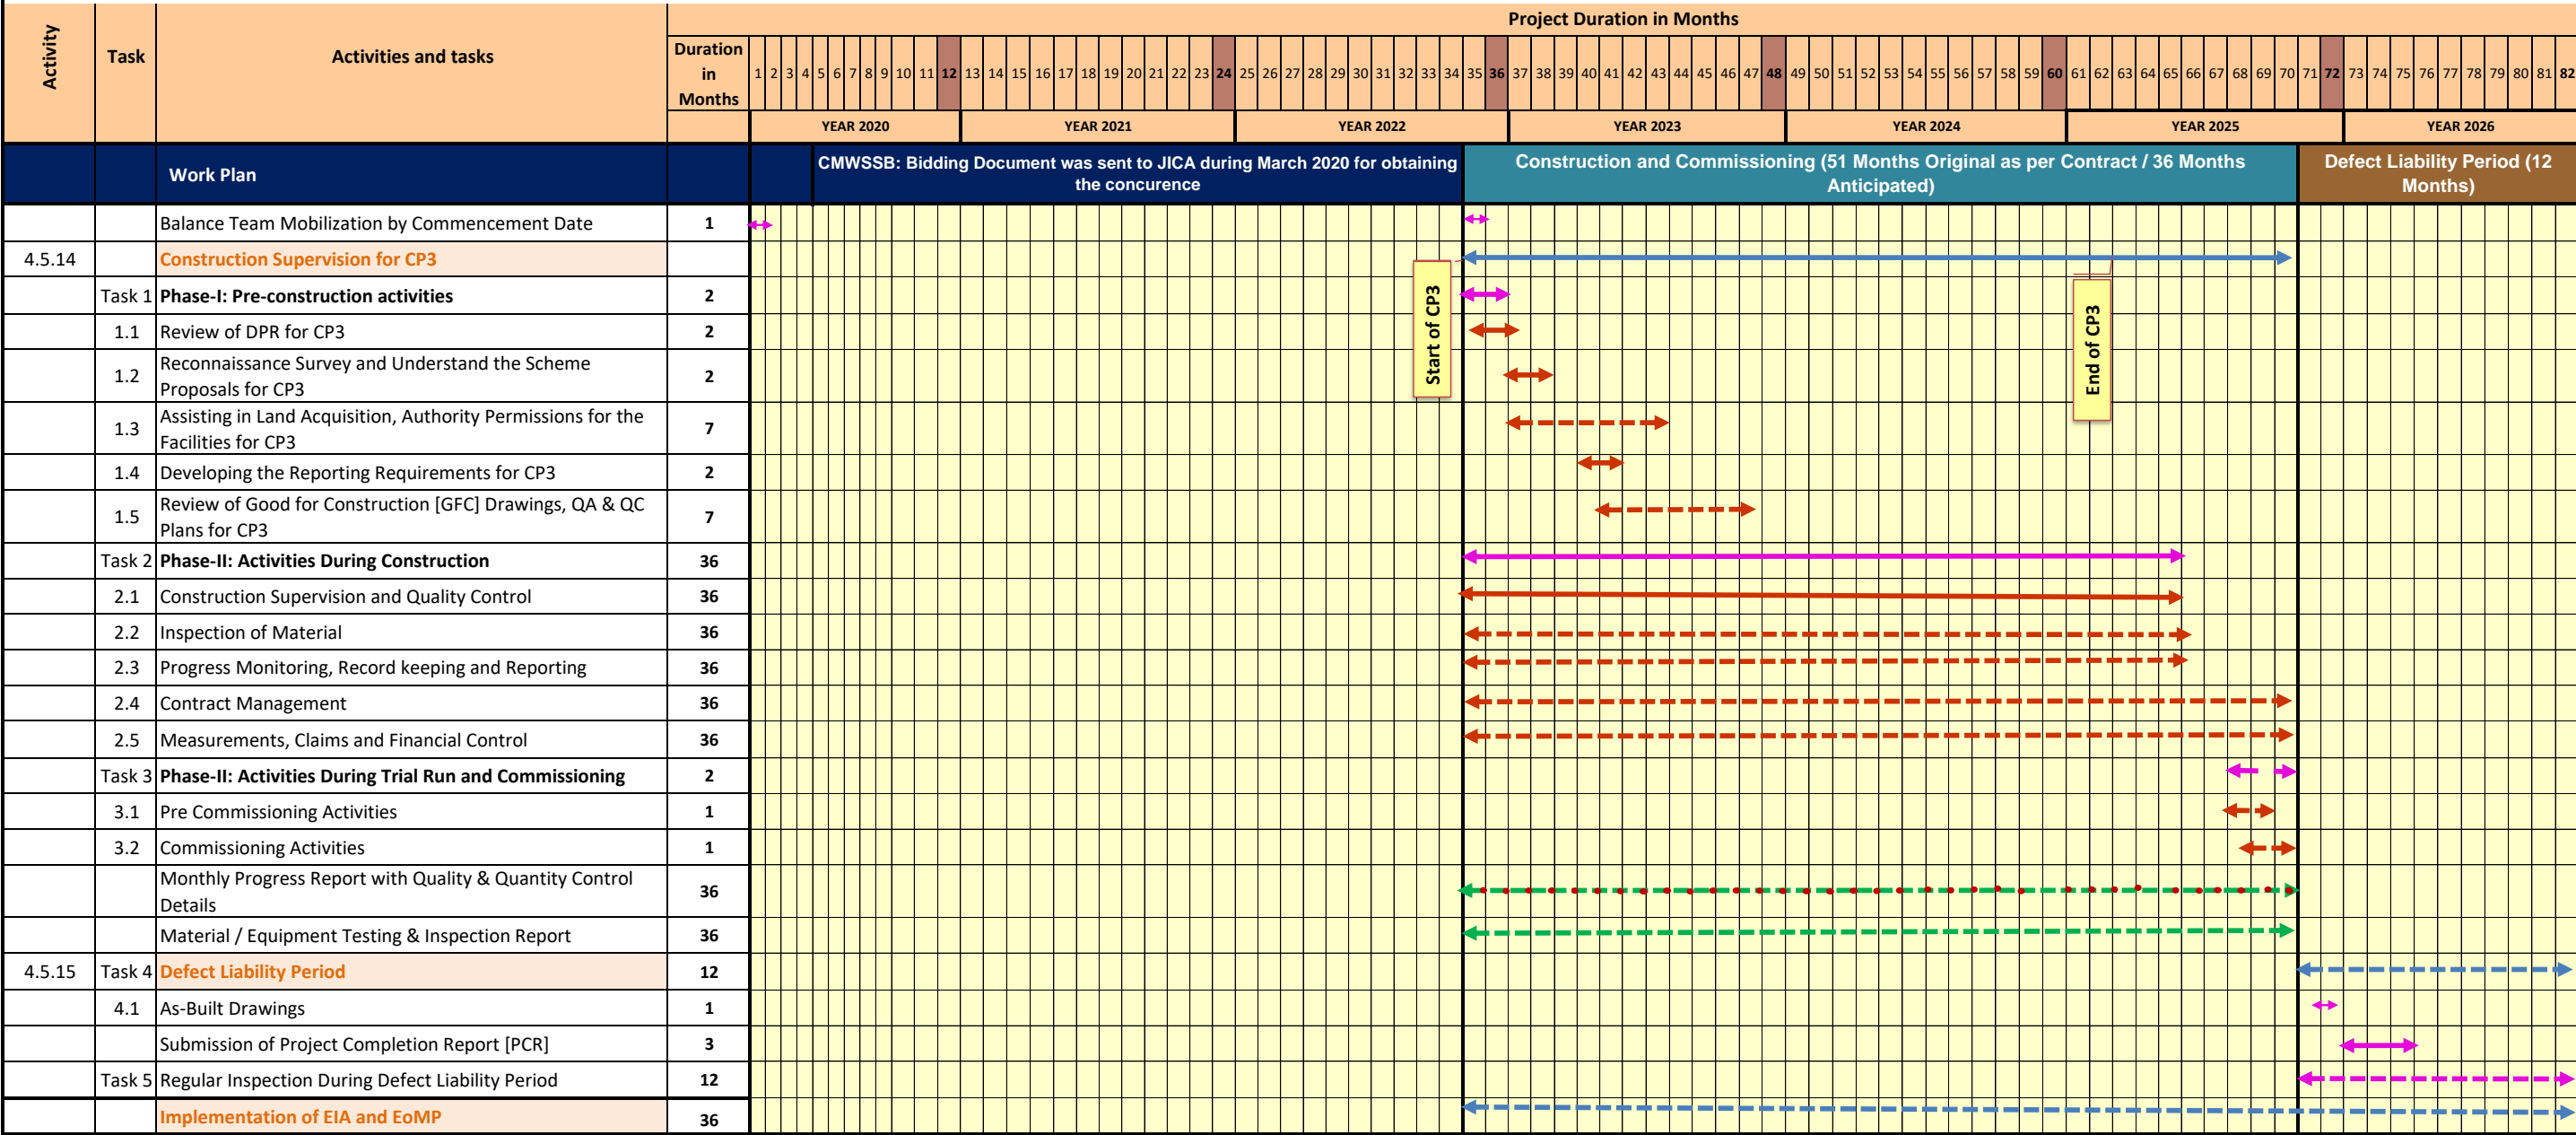 Project Duration in Months
Activity
Task
Activities and tasks
Duration
in
Months
1 2 3 4 5 6 7 8 9 10 11 12 13 14 15 16 17 18 19 20 21 22 23 24 25 26 27 28 29 30 31 32 33 34 35 36 37 38 39 40 41 42 43 44 45 46 47 48 49 50 51 52 53 54 55 56 57 58 59 60 61 62 63 64 65 66 67 68 69 70 71 72 73 74 75 76 77 78 79 80 81 82
YEAR 2020 YEAR 2021 YEAR 2022 YEAR 2023 YEAR 2024 YEAR 2025 YEAR 2026
Work Plan
CMWSSB: Bidding Document was sent to JICA during March 2020 for obtaining
the concurence
Construction and Commissioning (51 Months Original as per Contract / 36 Months
Anticipated)
Defect Liability Period (12
Months)
Balance Team Mobilization by Commencement Date 1
4.5.14 Construction Supervision for CP3
Start of CP3
End of CP3
Task 1 Phase-I: Pre-construction activities 2
1.1 Review of DPR for CP3 2
1.2 Reconnaissance Survey and Understand the Scheme
Proposals for CP3 2
1.3 Assisting in Land Acquisition, Authority Permissions for the
Facilities for CP3 7
1.4 Developing the Reporting Requirements for CP3 2
1.5 Review of Good for Construction [GFC] Drawings, QA & QC
Plans for CP3 7
Task 2 Phase-II: Activities During Construction 36
2.1 Construction Supervision and Quality Control 36
2.2 Inspection of Material 36
2.3 Progress Monitoring, Record keeping and Reporting 36
2.4 Contract Management 36
2.5 Measurements, Claims and Financial Control 36
Task 3 Phase-II: Activities During Trial Run and Commissioning 2
3.1 Pre Commissioning Activities 1
3.2 Commissioning Activities 1
Monthly Progress Report with Quality & Quantity Control
Details 36
Material / Equipment Testing & Inspection Report 36
4.5.15 Task 4 Defect Liability Period 12
4.1 As-Built Drawings 1
Submission of Project Completion Report [PCR] 3
Task 5 Regular Inspection During Defect Liability Period 12
Implementation of EIA and EoMP 36